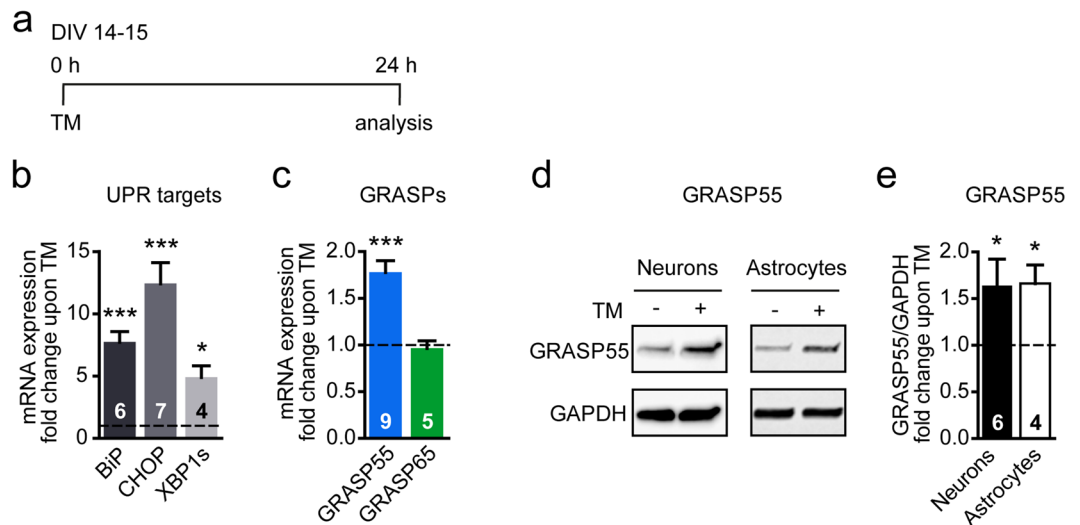 a
DIV 14-15
0 h 24 h
TM analysis
b
UPR targets
mRNA expression
fold change upon TM
15
10
5
0
***
***
*
6 7 4
BiP
CHOP
XBP1s
c
GRASPs
mRNA expression
fold change upon TM
2.0
1.5
1.0
0.5
0.0
***
9 5
GRASP55
GRASP65
d
GRASP55
Neurons Astrocytes
TM - + - +
GRASP55
GAPDH
e
GRASP55
GRASP55/GAPDH
fold change upon TM
2.0
1.5
1.0
0.5
0.0
* *
6 4
Neurons
Astrocytes